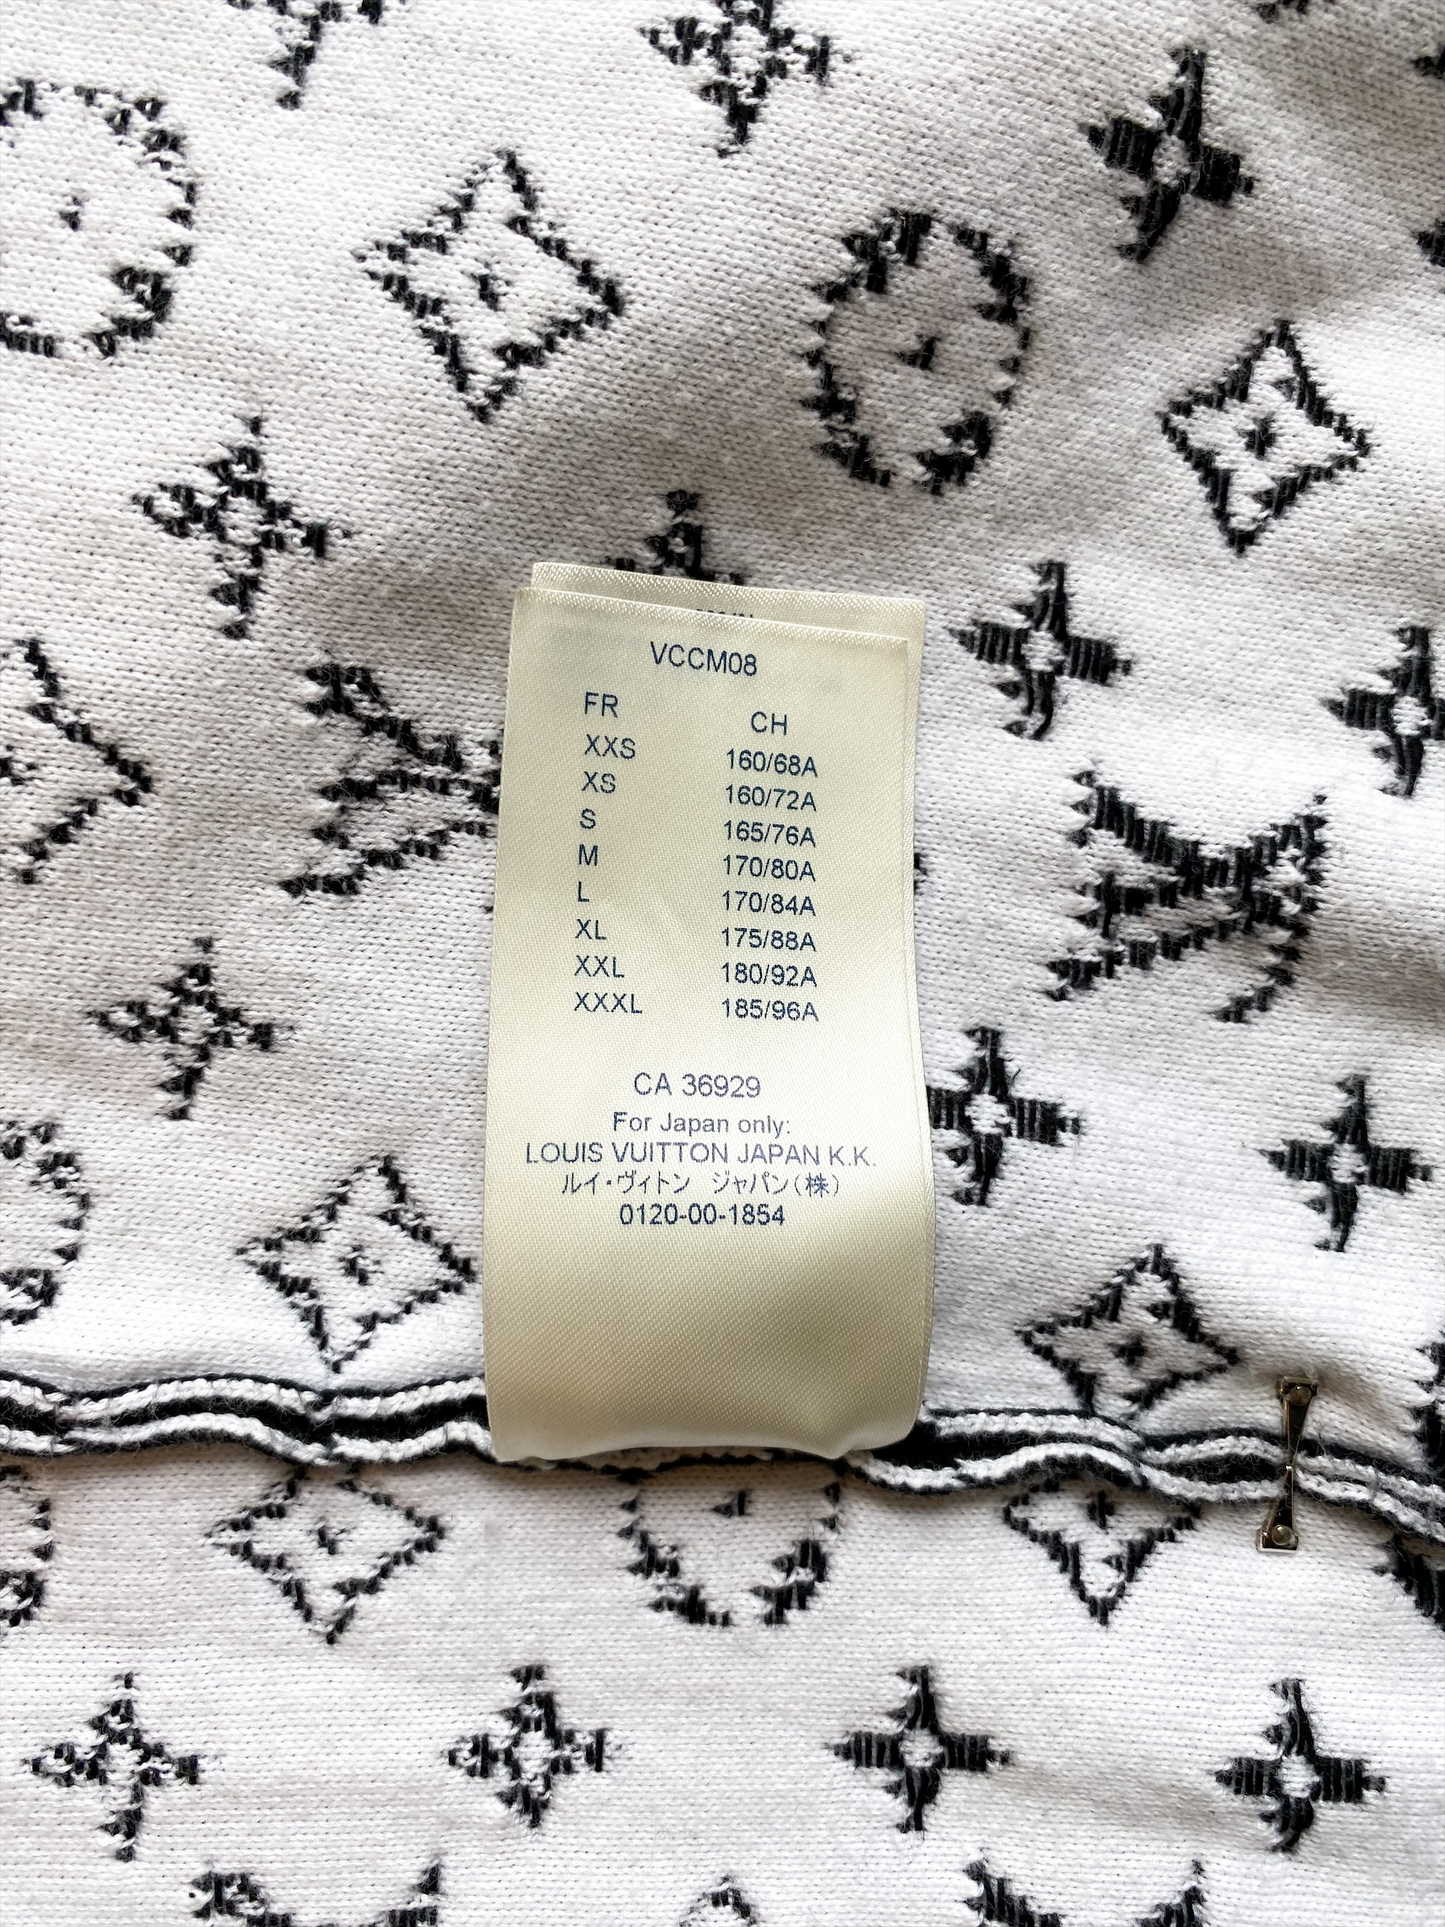 VCCM08
FR CH
XXS 160/68A
XS 160/72A
S 165/76A
M 170/80A
L 170/84A
XL 175/88A
XXL 180/92A
XXXL 185/96A
CA 36929
For Japan only:
LOUIS VUITTON JAPAN K.K.
ルイ・ヴィトン ジャパン(株)
0120-00-1854